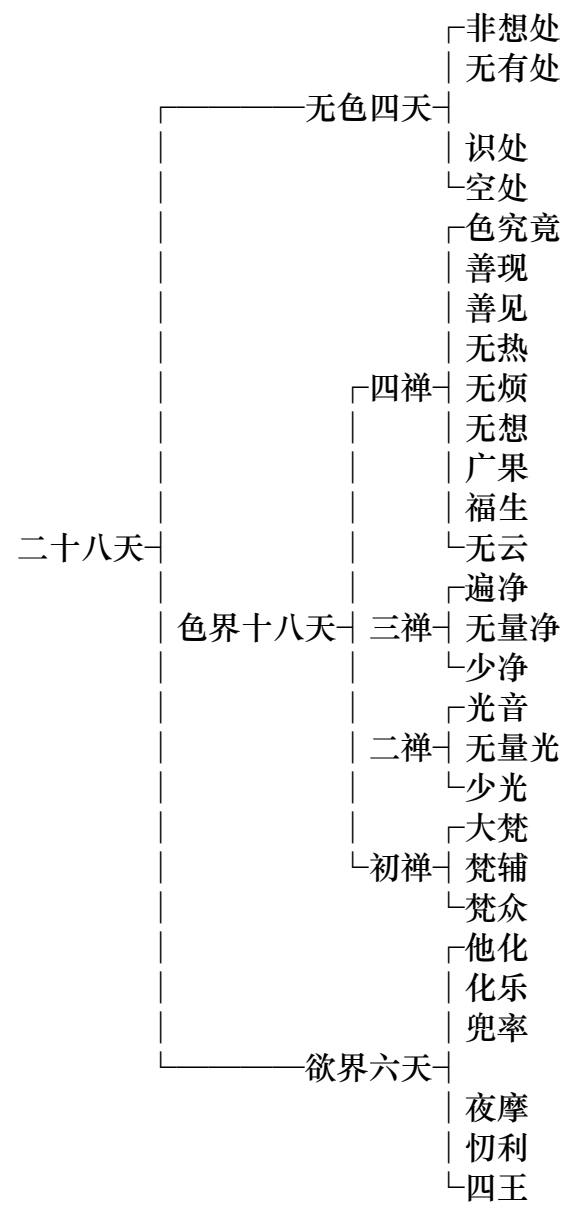 非想处
无有处
无色四天
识处
空处
色究竟
善现
善见
无热
四禅 无烦
无想
广果
福生
二十八天 无云
遍净
色界十八天 三禅 无量净
少净
光音
二禅 无量光
少光
大梵
初禅 梵辅
梵众
他化
化乐
兜率
欲界六天
夜摩
忉利
四王